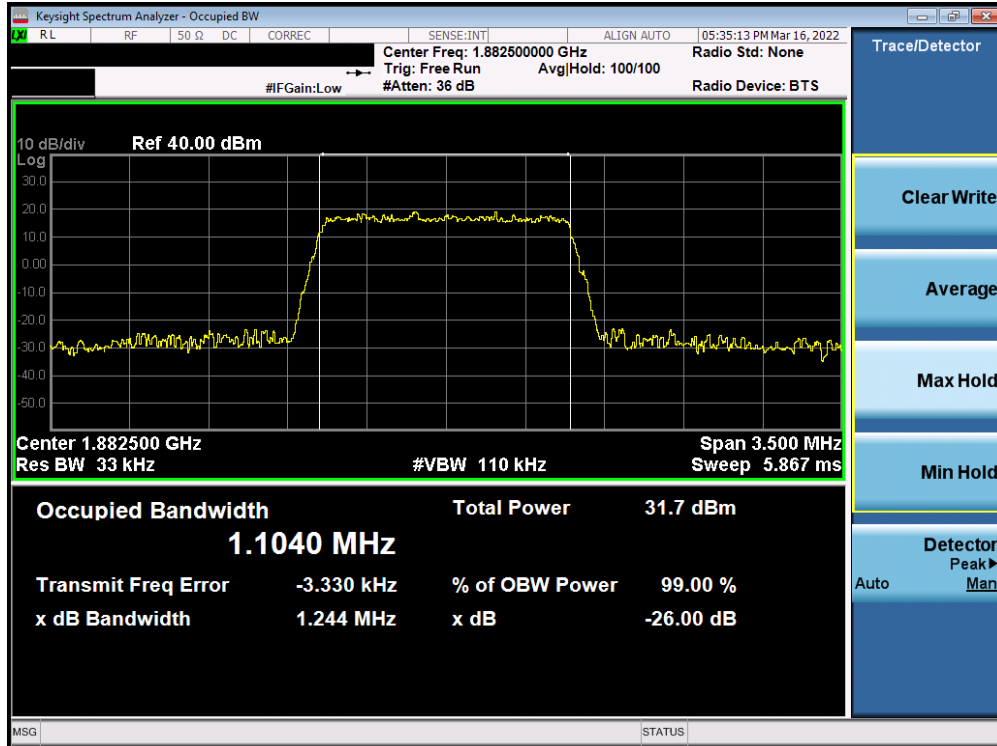 Keysight Spectrum Analyzer - Occupied BW
LXI RL RF 50 Ω DC CORREC SENSE:INT ALIGN AUTO 05:35:13 PM Mar 16, 2022
Center Freq: 1.882500000 GHz Radio Std: None
Trig: Free Run Avg|Hold: 100/100
#IFGain:Low #Atten: 36 dB Radio Device: BTS
Trace/Detector
10 dB/div Ref 40.00 dBm
Log
30.0
20.0
10.0
0.00
-10.0
-20.0
-30.0
-40.0
-50.0
Center 1.882500 GHz Span 3.500 MHz
Res BW 33 kHz #VBW 110 kHz Sweep 5.867 ms
Occupied Bandwidth Total Power 31.7 dBm
1.1040 MHz
Transmit Freq Error -3.330 kHz % of OBW Power 99.00 %
x dB Bandwidth 1.244 MHz x dB -26.00 dB
Clear Write
Average
Max Hold
Min Hold
Detector
Peak▶
Auto Man
MSG STATUS